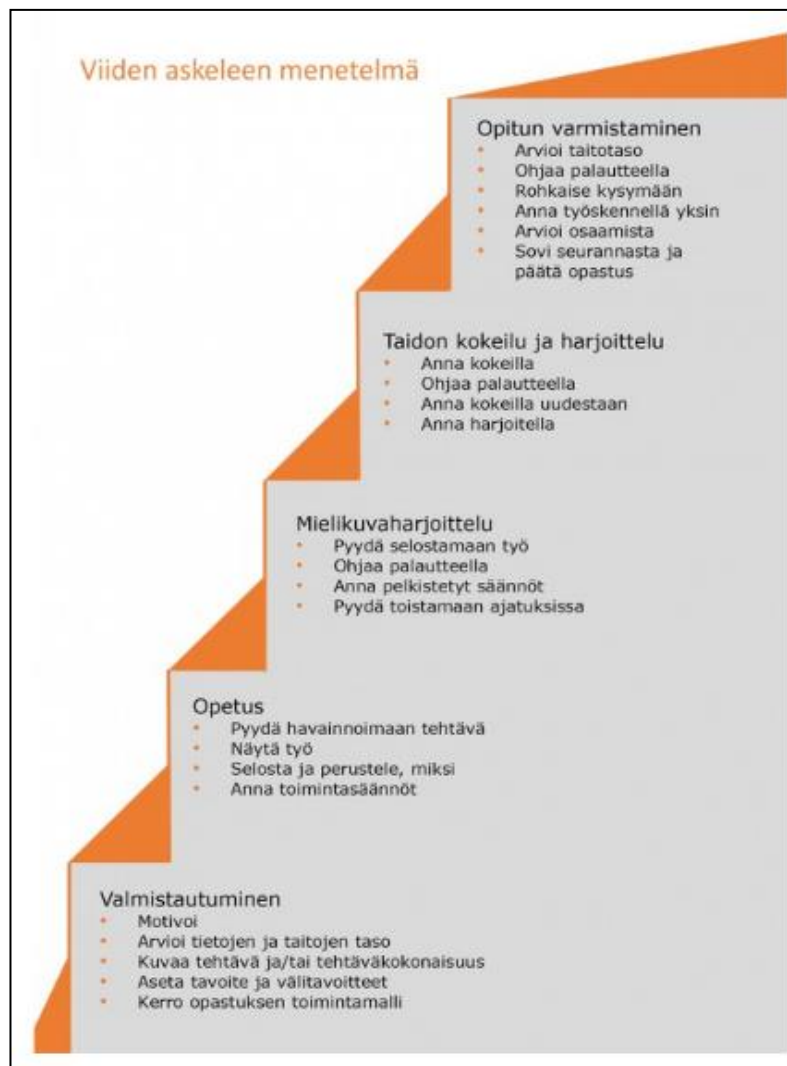 Viiden askeleen menetelmä
Opitun varmistaminen
• Arvioi taitotaso
• Ohjaa palautteella
• Rohkaise kysymään
• Anna työskennellä yksin
• Arvioi osaamista
• Sovi seurannasta ja
päätä opastus
Taidon kokeilu ja harjoittelu
• Anna kokeilla
• Ohjaa palautteella
• Anna kokeilla uudestaan
• Anna harjoitella
Mielikuvaharjoittelu
• Pyydä selostamaan työ
• Ohjaa palautteella
• Anna pelkistetyt säännöt
• Pyydä toistamaan ajatuksissa
Opetus
• Pyydä havainnoimaan tehtävä
• Näytä työ
• Selosta ja perustele, miksi
• Anna toimintasäännöt
Valmistautuminen
• Motivoi
• Arvioi tietojen ja taitojen taso
• Kuvaa tehtävä ja/tai tehtäväkokonaisuus
• Aseta tavoite ja välitavoitteet
• Kerro opastuksen toimintamalli